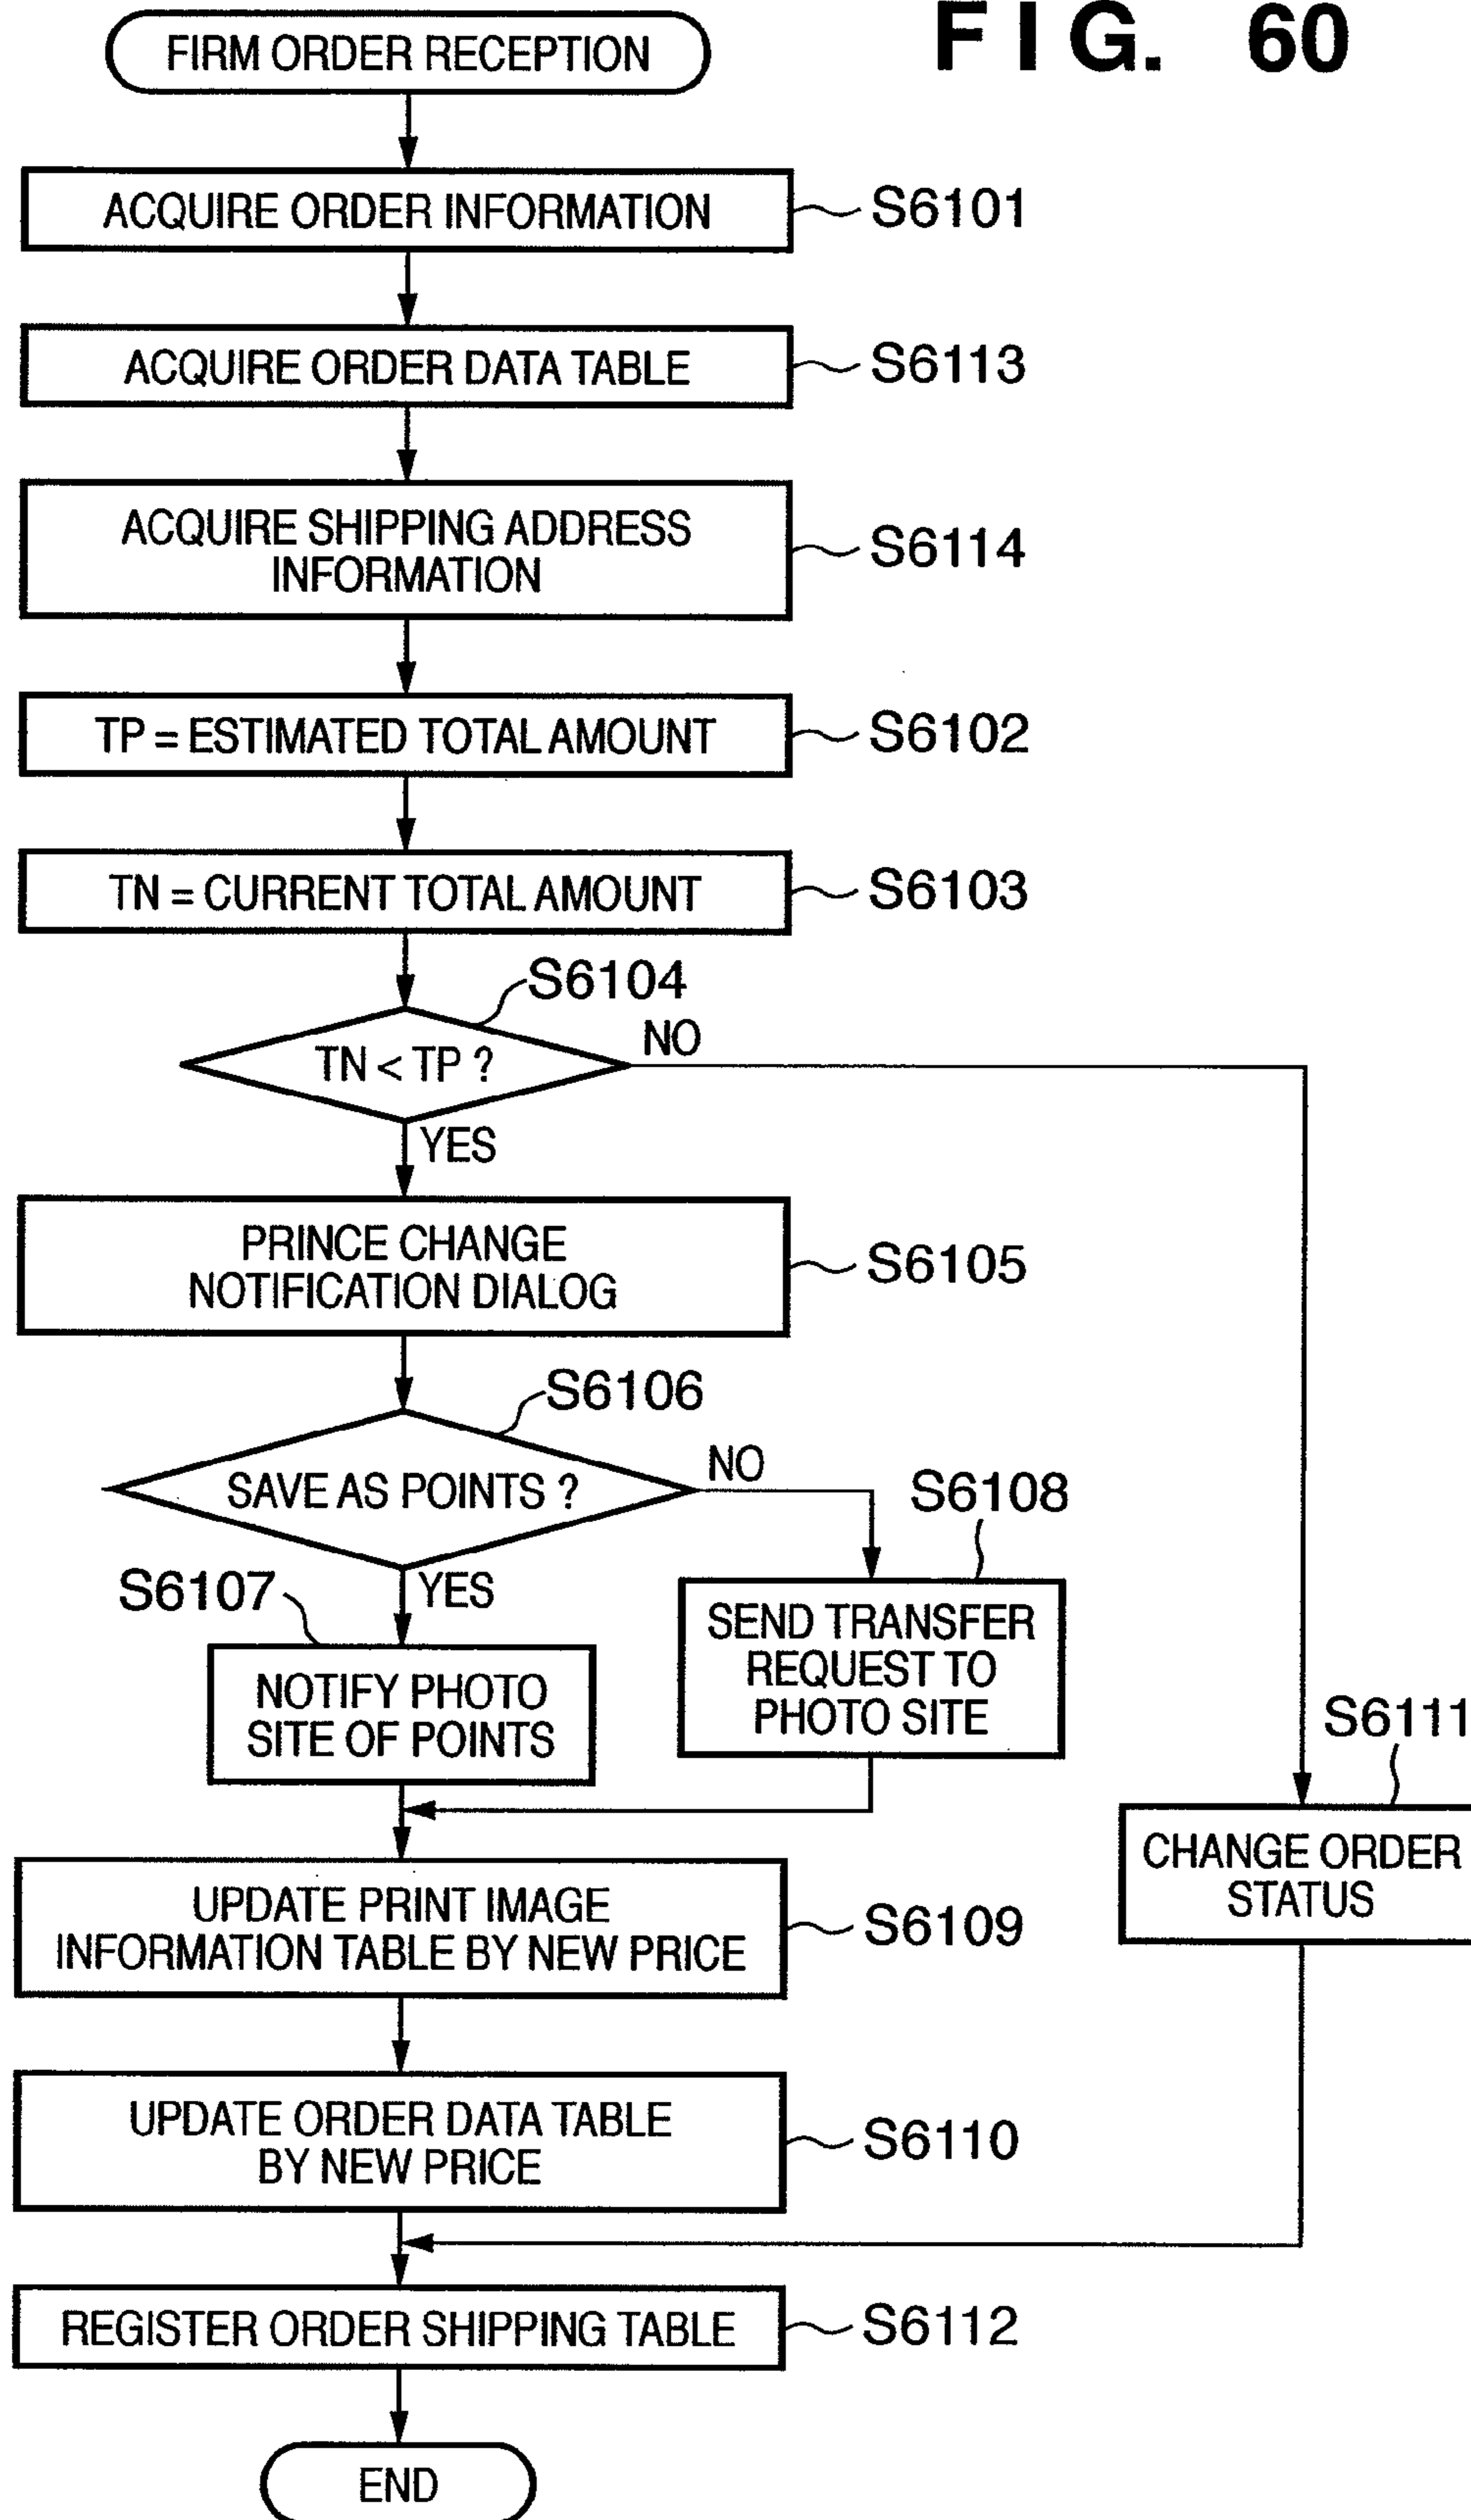 FIG. 60
FIRM ORDER RECEPTION
ACQUIRE ORDER INFORMATION
S6101
ACQUIRE ORDER DATA TABLE
S6113
ACQUIRE SHIPPING ADDRESS
INFORMATION
S6114
TP = ESTIMATED TOTAL AMOUNT
S6102
TN = CURRENT TOTAL AMOUNT
S6103
S6104
TN < TP ?
NO
YES
PRINCE CHANGE
NOTIFICATION DIALOG
S6105
S6106
SAVE AS POINTS ?
NO
YES
S6108
SEND TRANSFER
REQUEST TO
PHOTO SITE
S6107
NOTIFY PHOTO
SITE OF POINTS
S6111
CHANGE ORDER
STATUS
UPDATE PRINT IMAGE
INFORMATION TABLE BY NEW PRICE
S6109
UPDATE ORDER DATA TABLE
BY NEW PRICE
S6110
REGISTER ORDER SHIPPING TABLE
S6112
END